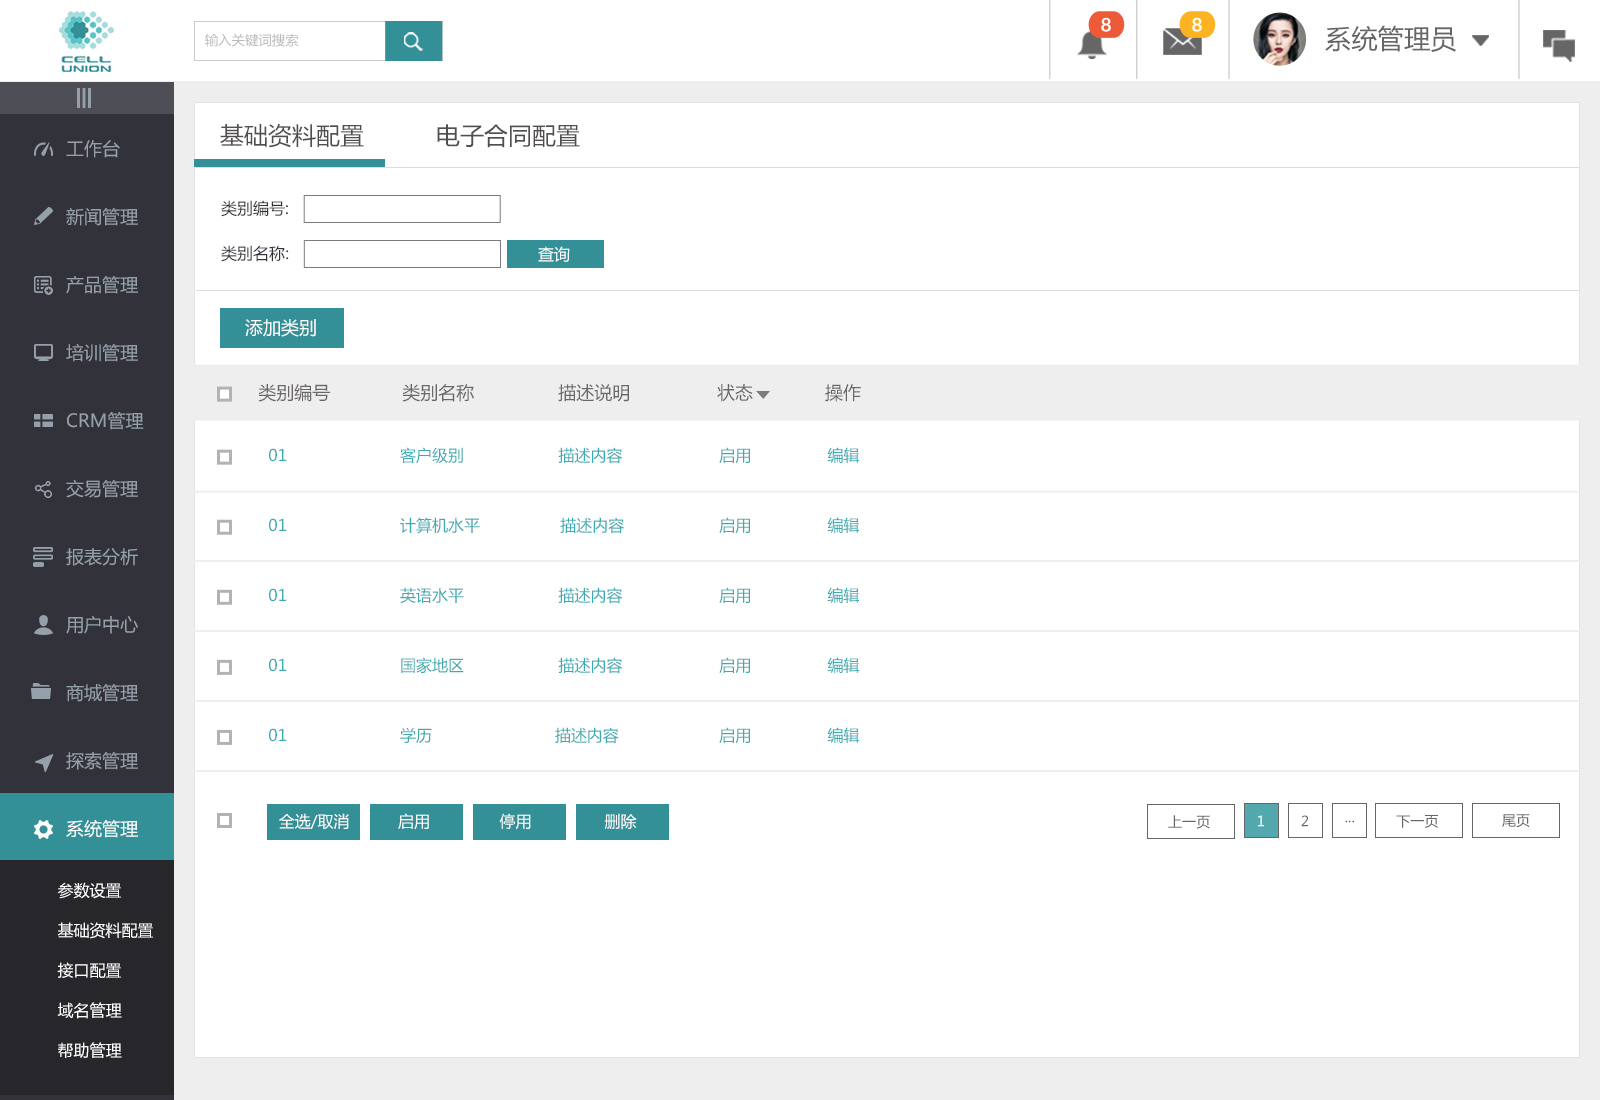 CELL
UNION
输入关键词搜索
8
8
系统管理员
工作台
新闻管理
产品管理
培训管理
CRM管理
交易管理
报表分析
用户中心
商城管理
探索管理
系统管理
参数设置
基础资料配置
接口配置
域名管理
帮助管理
基础资料配置 电子合同配置
类别编号:
类别名称: 查询
添加类别
类别编号 类别名称 描述说明 状态 操作
01 客户级别 描述内容 启用 编辑
01 计算机水平 描述内容 启用 编辑
01 英语水平 描述内容 启用 编辑
01 国家地区 描述内容 启用 编辑
01 学历 描述内容 启用 编辑
全选/取消 启用 停用 删除 上一页 1 2 ... 下一页 尾页